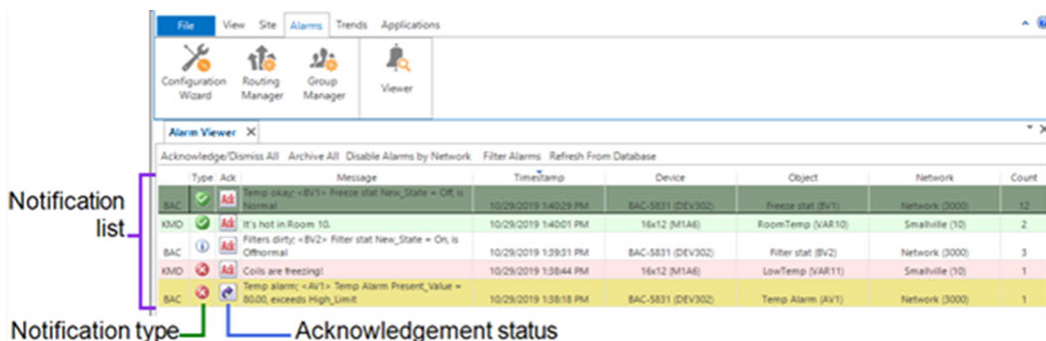 File View Site Alarms Trends Applications
Configuration Wizard
Routing Manager
Group Manager
Viewer
Alarm Viewer X
Acknowledge/Dismiss All Archive All Disable Alarms by Network Filter Alarms Refresh From Database
Type Ack Message Timestamp Device Object Network Count
BAC Ack Temp okay; <BV1> Freeze stat New_State = Off, is Normal 10/29/2019 1:40:29 PM BAC-5831 (DEV302) Freeze stat (BV1) Network (3000) 12
KMD Ack It's hot in Room 10. 10/29/2019 1:40:01 PM 16x12 (M1A6) RoomTemp (VAR10) Smallville (10) 2
BAC Ack Filters dirty; <BV2> Filter stat New_State = On, is Offnormal 10/29/2019 1:39:31 PM BAC-5831 (DEV302) Filter stat (BV2) Network (3000) 3
KMD Ack Coils are freezing! 10/29/2019 1:38:44 PM 16x12 (M1A6) LowTemp (VAR11) Smallville (10) 1
BAC Temp alarm; <AV1> Temp Alarm Present_Value = 80.00, exceeds High_Limit 10/29/2019 1:38:18 PM BAC-5831 (DEV302) Temp Alarm (AV1) Network (3000) 1
Notification list
Notification type
Acknowledgement status